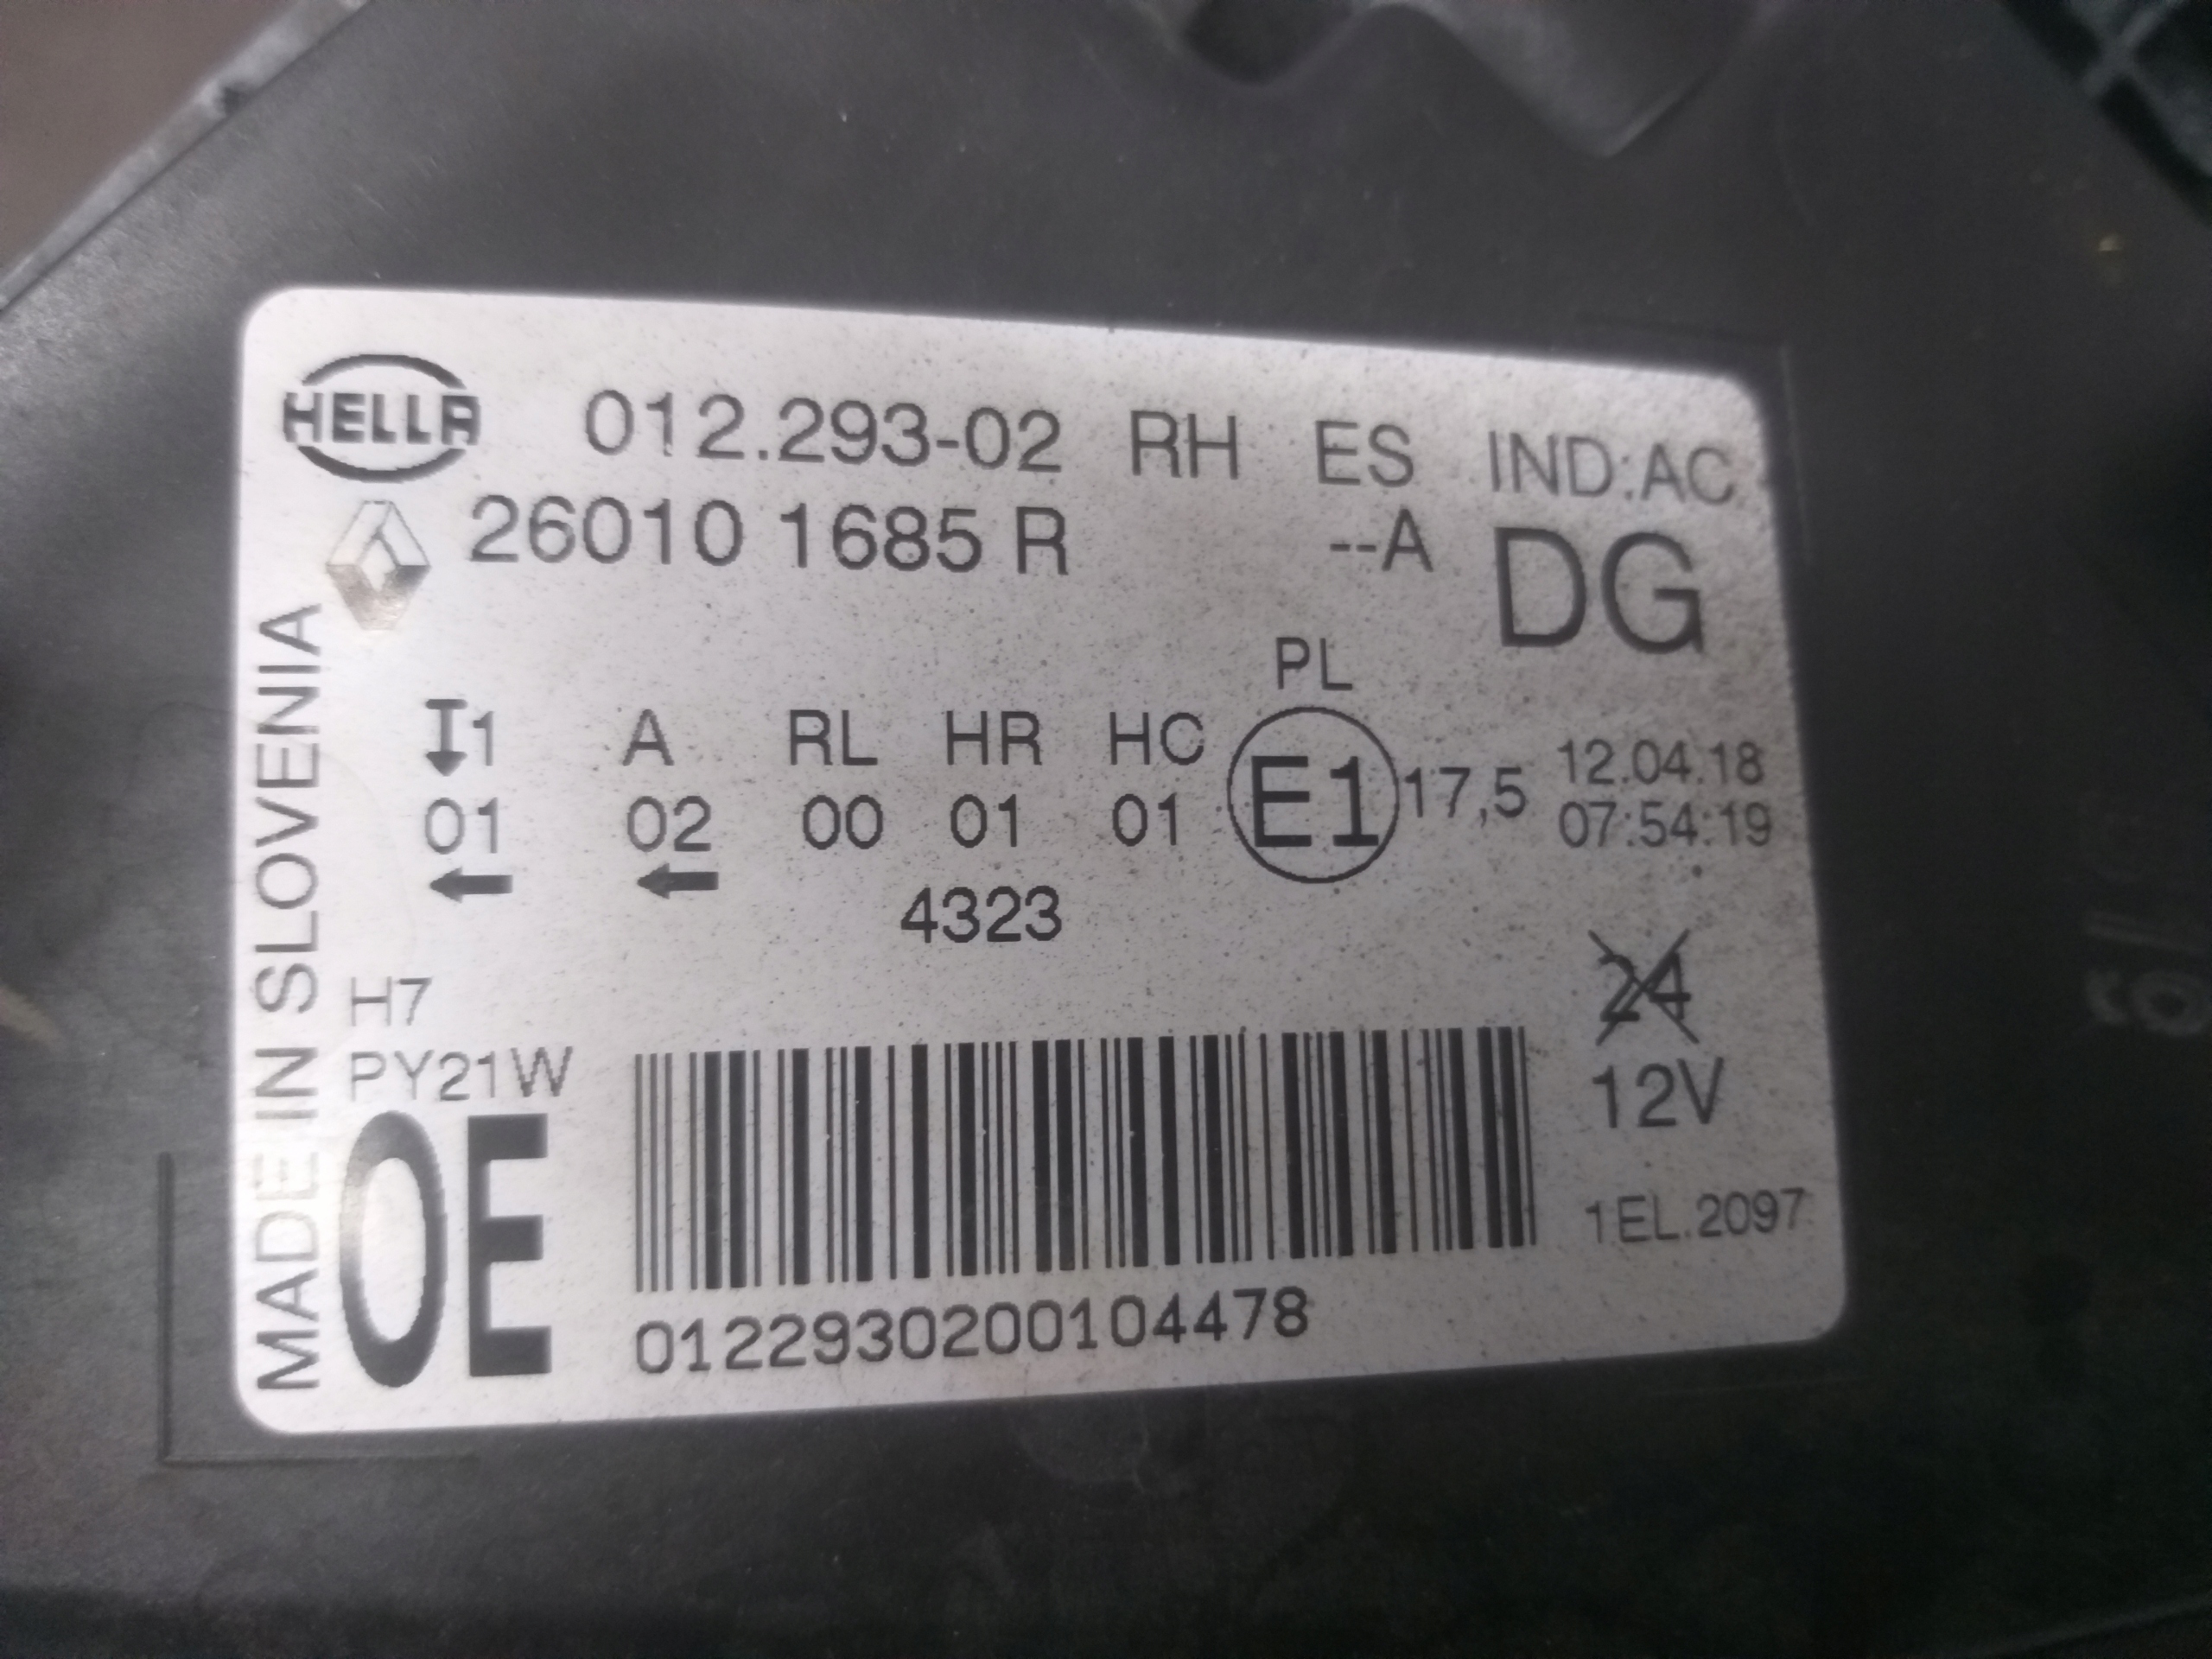 HELLA 012.293-02 RH ES IND:AC
26010 1685 R --A DG
MADE IN SLOVENIA
PL
I1 A RL HR HC
01 02 00 01 01 E1 17,5 12.04.18
07:54:19
← ←
4323
H7
24
PY21W
12V
OE
1EL.2097
0122930200104478